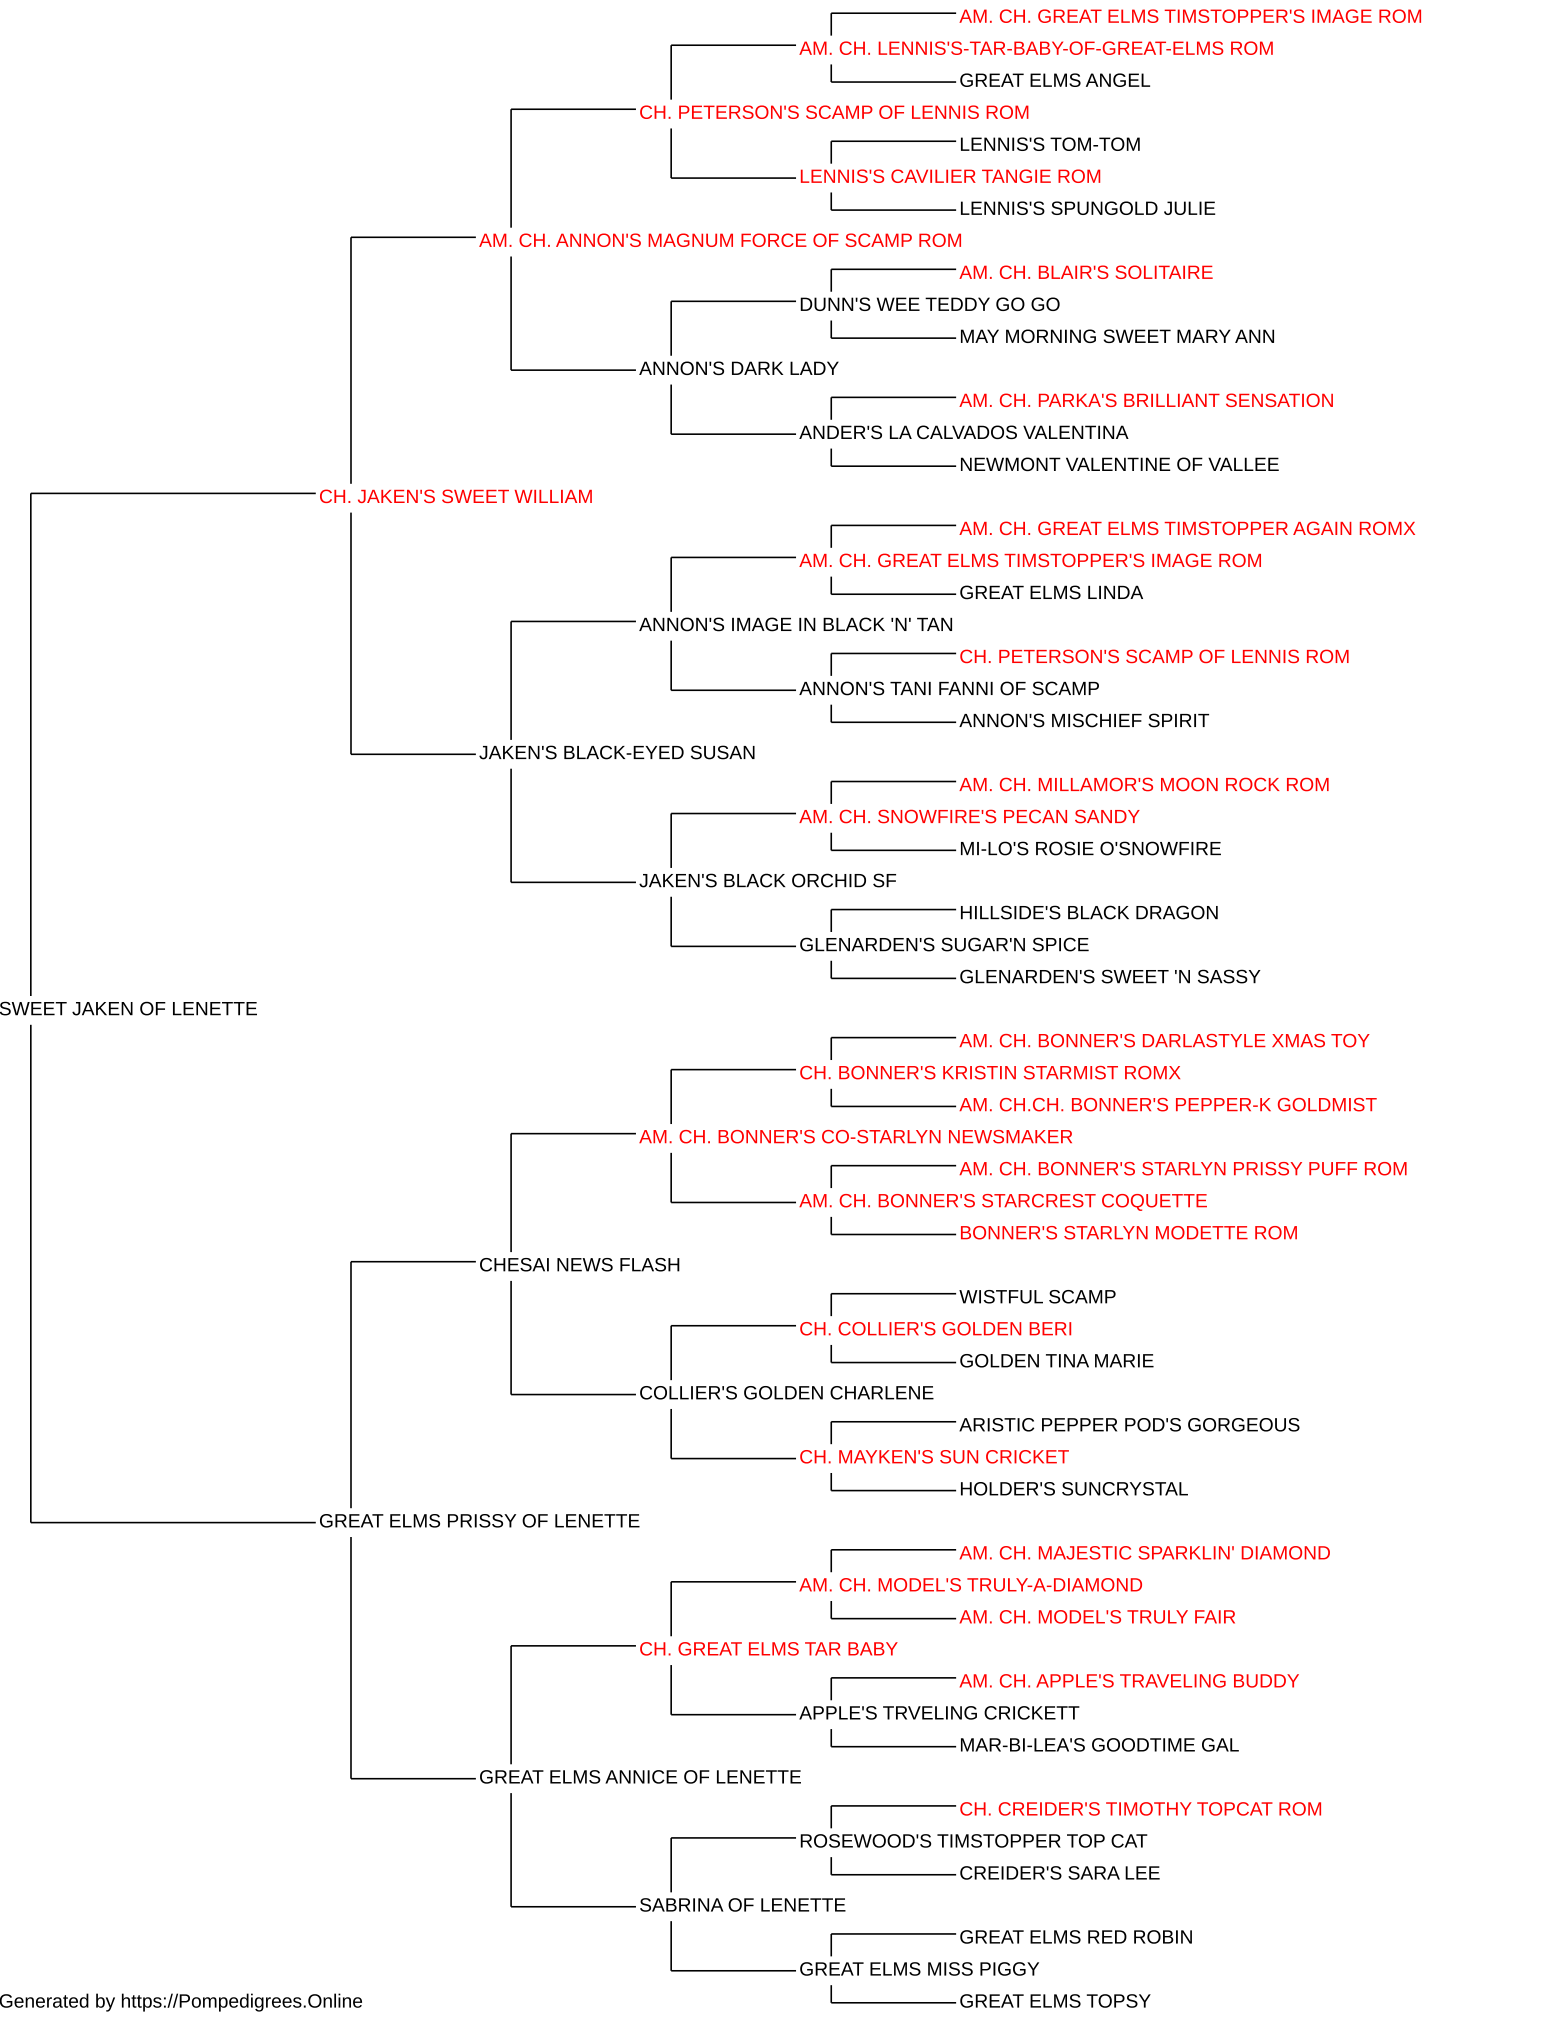 AM. CH. GREAT ELMS TIMSTOPPER'S IMAGE ROM
AM. CH. LENNIS'S-TAR-BABY-OF-GREAT-ELMS ROM
GREAT ELMS ANGEL
CH. PETERSON'S SCAMP OF LENNIS ROM
LENNIS'S TOM-TOM
LENNIS'S CAVILIER TANGIE ROM
LENNIS'S SPUNGOLD JULIE
AM. CH. ANNON'S MAGNUM FORCE OF SCAMP ROM
AM. CH. BLAIR'S SOLITAIRE
DUNN'S WEE TEDDY GO GO
MAY MORNING SWEET MARY ANN
ANNON'S DARK LADY
AM. CH. PARKA'S BRILLIANT SENSATION
ANDER'S LA CALVADOS VALENTINA
NEWMONT VALENTINE OF VALLEE
CH. JAKEN'S SWEET WILLIAM
AM. CH. GREAT ELMS TIMSTOPPER AGAIN ROMX
AM. CH. GREAT ELMS TIMSTOPPER'S IMAGE ROM
GREAT ELMS LINDA
ANNON'S IMAGE IN BLACK 'N' TAN
CH. PETERSON'S SCAMP OF LENNIS ROM
ANNON'S TANI FANNI OF SCAMP
ANNON'S MISCHIEF SPIRIT
JAKEN'S BLACK-EYED SUSAN
AM. CH. MILLAMOR'S MOON ROCK ROM
AM. CH. SNOWFIRE'S PECAN SANDY
MI-LO'S ROSIE O'SNOWFIRE
JAKEN'S BLACK ORCHID SF
HILLSIDE'S BLACK DRAGON
GLENARDEN'S SUGAR'N SPICE
GLENARDEN'S SWEET 'N SASSY
SWEET JAKEN OF LENETTE
AM. CH. BONNER'S DARLASTYLE XMAS TOY
CH. BONNER'S KRISTIN STARMIST ROMX
AM. CH.CH. BONNER'S PEPPER-K GOLDMIST
AM. CH. BONNER'S CO-STARLYN NEWSMAKER
AM. CH. BONNER'S STARLYN PRISSY PUFF ROM
AM. CH. BONNER'S STARCREST COQUETTE
BONNER'S STARLYN MODETTE ROM
CHESAI NEWS FLASH
WISTFUL SCAMP
CH. COLLIER'S GOLDEN BERI
GOLDEN TINA MARIE
COLLIER'S GOLDEN CHARLENE
ARISTIC PEPPER POD'S GORGEOUS
CH. MAYKEN'S SUN CRICKET
HOLDER'S SUNCRYSTAL
GREAT ELMS PRISSY OF LENETTE
AM. CH. MAJESTIC SPARKLIN' DIAMOND
AM. CH. MODEL'S TRULY-A-DIAMOND
AM. CH. MODEL'S TRULY FAIR
CH. GREAT ELMS TAR BABY
AM. CH. APPLE'S TRAVELING BUDDY
APPLE'S TRVELING CRICKETT
MAR-BI-LEA'S GOODTIME GAL
GREAT ELMS ANNICE OF LENETTE
CH. CREIDER'S TIMOTHY TOPCAT ROM
ROSEWOOD'S TIMSTOPPER TOP CAT
CREIDER'S SARA LEE
SABRINA OF LENETTE
GREAT ELMS RED ROBIN
GREAT ELMS MISS PIGGY
GREAT ELMS TOPSY
Generated by https://Pompedigrees.Online